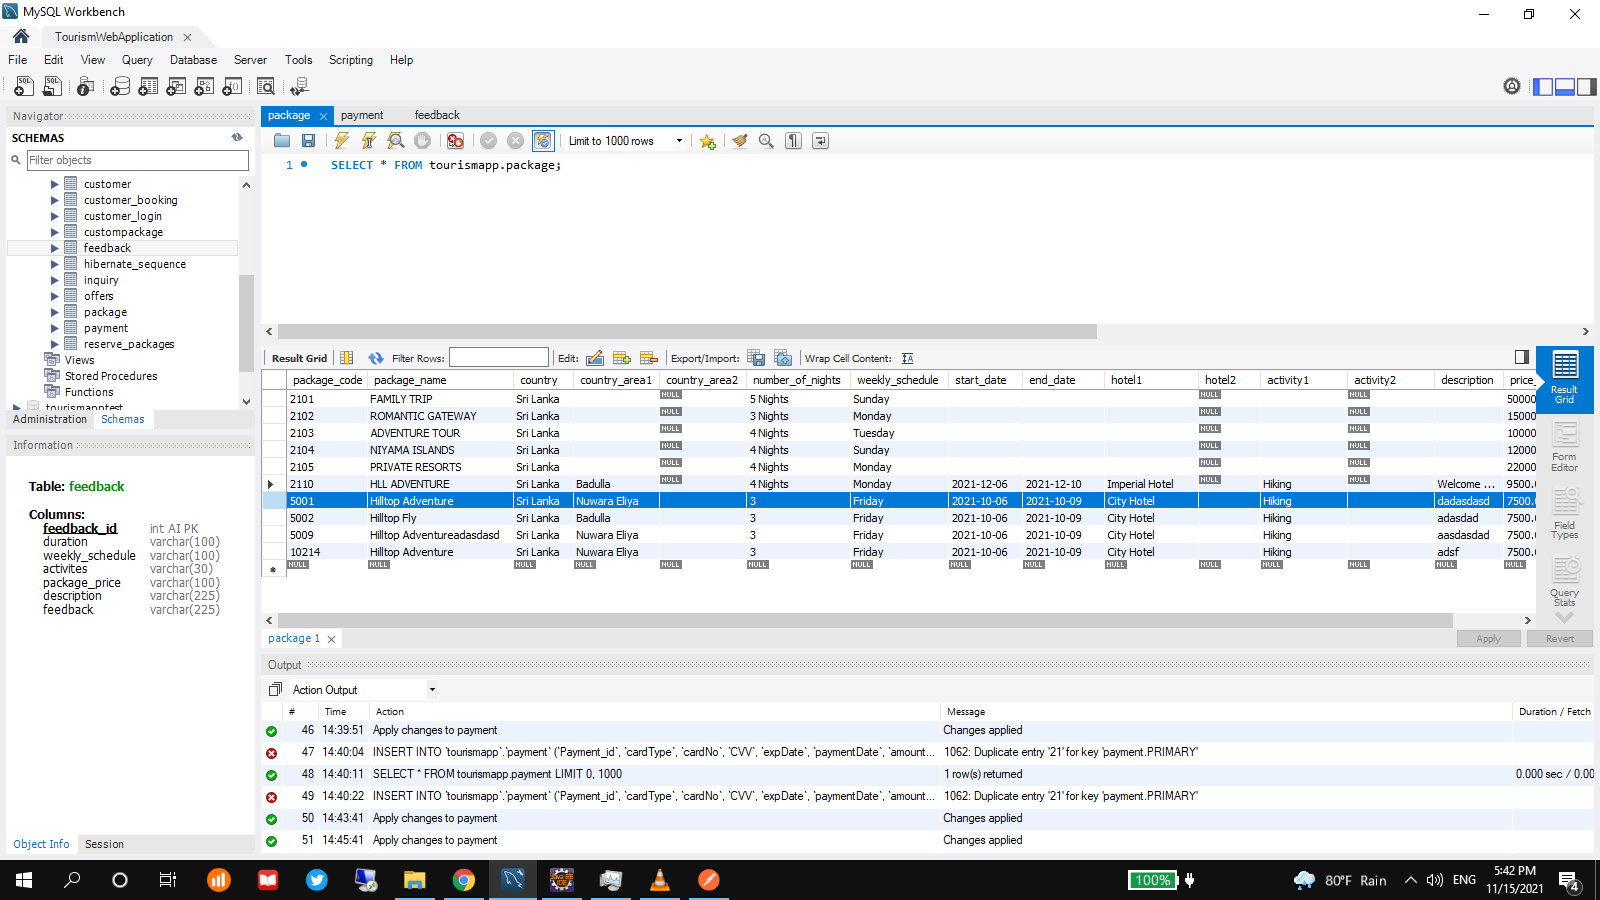 MySQL Workbench
TourismWebApplication
File Edit View Query Database Server Tools Scripting Help
Navigator
SCHEMAS
Filter objects
customer
customer_booking
customer_login
custompackage
feedback
hibernate_sequence
inquiry
offers
package
payment
reserve_packages
Views
Stored Procedures
Functions
tourismapptest
Administration Schemas
Information
Table: feedback
Columns:
feedback_id int AI PK
duration varchar(100)
weekly_schedule varchar(100)
activites varchar(30)
package_price varchar(100)
description varchar(225)
feedback varchar(225)
Object Info Session
package payment feedback
Limit to 1000 rows
1 SELECT * FROM tourismapp.package;
Result Grid Filter Rows: Edit: Export/Import: Wrap Cell Content:
package_code package_name country country_area1 country_area2 number_of_nights weekly_schedule start_date end_date hotel1 hotel2 activity1 activity2 description price_
2101 FAMILY TRIP Sri Lanka NULL 5 Nights Sunday NULL NULL 50000
2102 ROMANTIC GATEWAY Sri Lanka NULL 3 Nights Monday NULL NULL 15000
2103 ADVENTURE TOUR Sri Lanka NULL 4 Nights Tuesday NULL NULL 10000
2104 NIYAMA ISLANDS Sri Lanka NULL 4 Nights Sunday NULL NULL 12000
2105 PRIVATE RESORTS Sri Lanka NULL 4 Nights Monday NULL NULL 22000
2110 HLL ADVENTURE Sri Lanka Badulla NULL 4 Nights Monday 2021-12-06 2021-12-10 Imperial Hotel NULL Hiking NULL Welcome ... 9500.
5001 Hilltop Adventure Sri Lanka Nuwara Eliya 3 Friday 2021-10-06 2021-10-09 City Hotel Hiking dadasdasd 7500.
5002 Hilltop Fly Sri Lanka Badulla 3 Friday 2021-10-06 2021-10-09 City Hotel Hiking adasdad 7500.
5009 Hilltop Adventureadasdasd Sri Lanka Nuwara Eliya 3 Friday 2021-10-06 2021-10-09 City Hotel Hiking aasdasdad 7500.
10214 Hilltop Adventure Sri Lanka Nuwara Eliya 3 Friday 2021-10-06 2021-10-09 City Hotel Hiking adsf 7500.
NULL NULL NULL NULL NULL NULL NULL NULL NULL NULL NULL NULL NULL NULL NULL
Result Grid
Form Editor
Field Types
Query Stats
package 1
Apply Revert
Output
Action Output
# Time Action Message Duration / Fetch
46 14:39:51 Apply changes to payment Changes applied
47 14:40:04 INSERT INTO `tourismapp`.`payment` (`Payment_id`, `cardType`, `cardNo`, `CVV`, `expDate`, `paymentDate`, `amount... 1062: Duplicate entry '21' for key 'payment.PRIMARY'
48 14:40:11 SELECT * FROM tourismapp.payment LIMIT 0, 1000 1 row(s) returned 0.000 sec / 0.00
49 14:40:22 INSERT INTO `tourismapp`.`payment` (`Payment_id`, `cardType`, `cardNo`, `CVV`, `expDate`, `paymentDate`, `amount... 1062: Duplicate entry '21' for key 'payment.PRIMARY'
50 14:43:41 Apply changes to payment Changes applied
51 14:45:41 Apply changes to payment Changes applied
100% 80°F Rain ENG 5:42 PM
11/15/2021
4